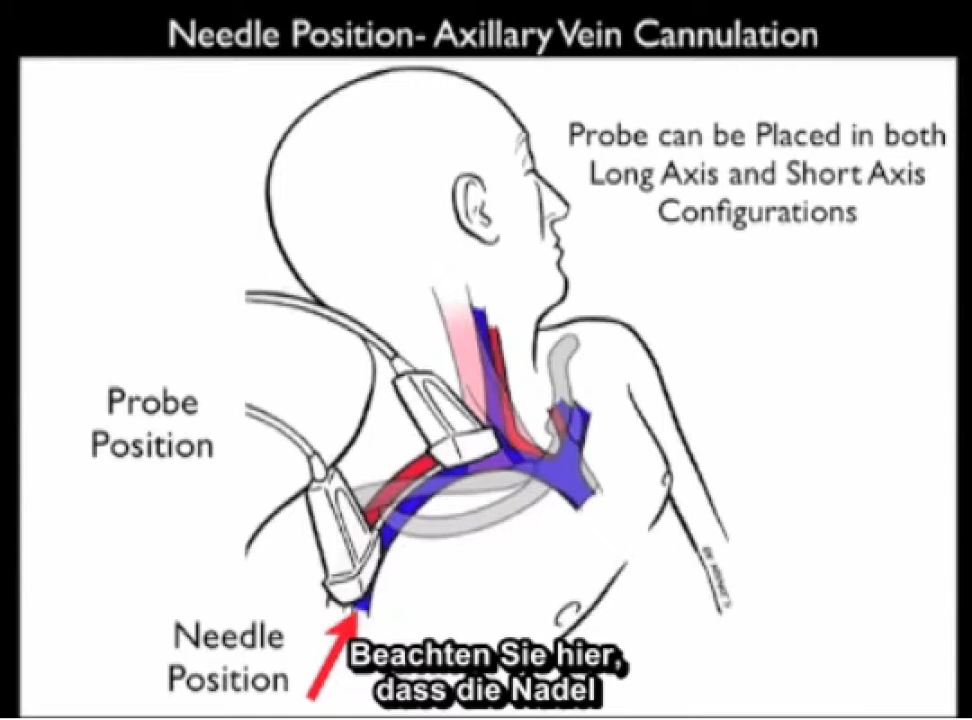 Needle Position- Axillary Vein Cannulation
Probe can be Placed in both
Long Axis and Short Axis
Configurations
Probe
Position
Needle
Position
Beachten Sie hier,
dass die Nadel